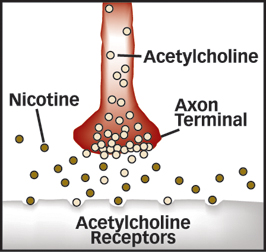 Acetylcholine
Nicotine
Axon
Terminal
Acetylcholine
Receptors